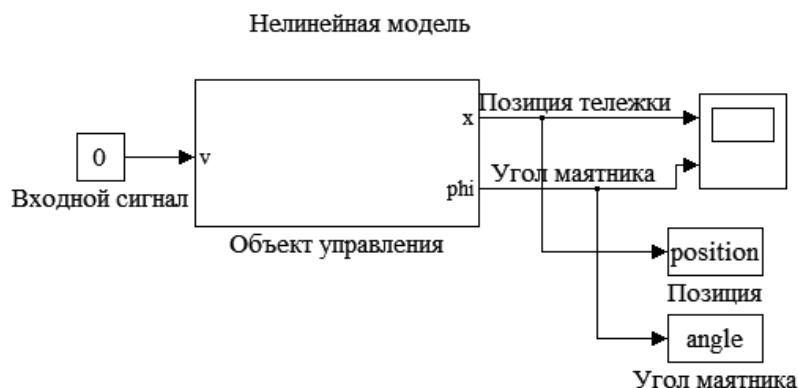 Нелинейная модель
Позиция тележки
x
0
v
Угол маятника
phi
Входной сигнал
Объект управления
position
Позиция
angle
Угол маятника